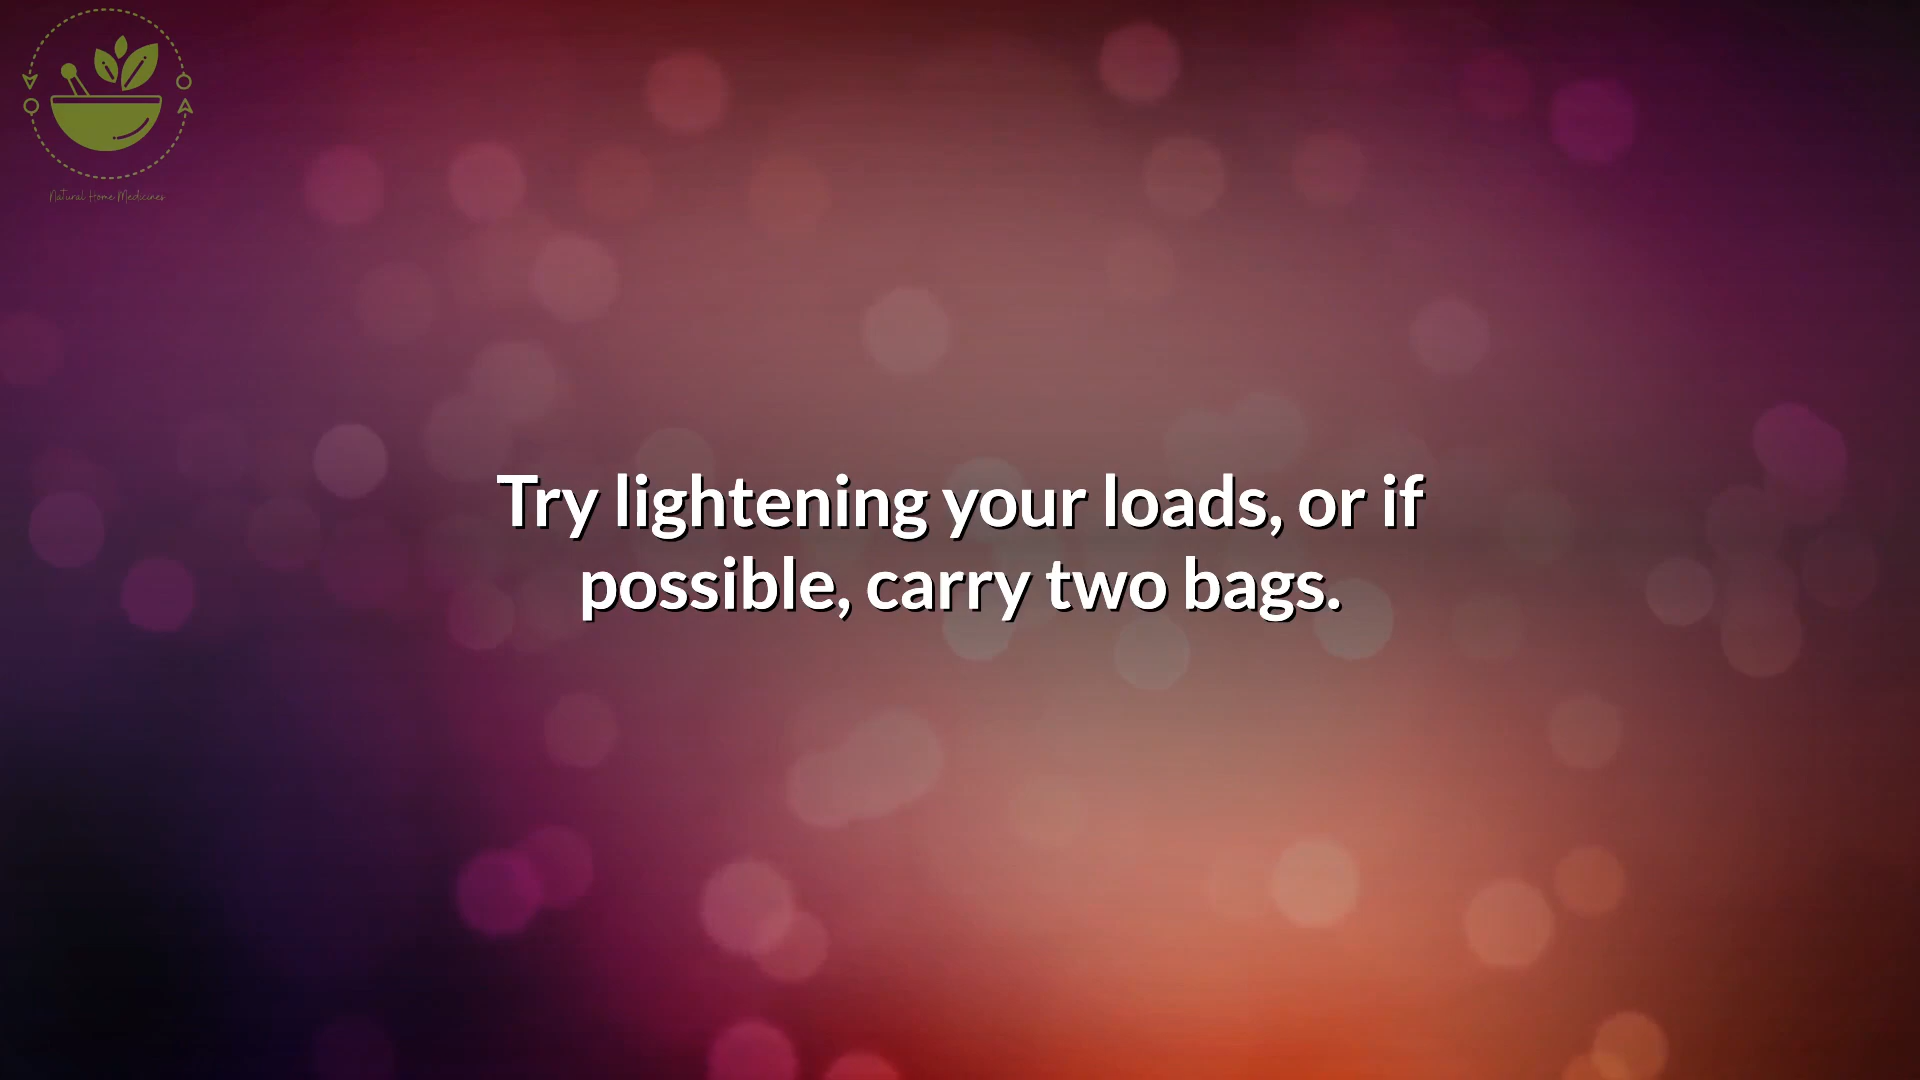 Natural Home Medicines
Try lightening your loads, or if
possible, carry two bags.